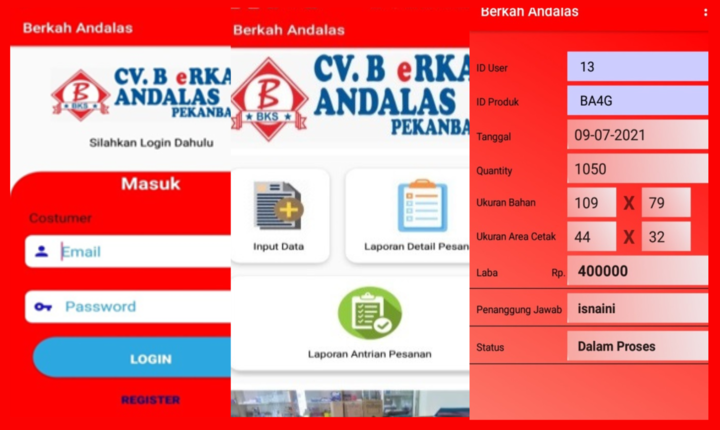 Berkah Andalas
CV. B eRKA
ANDALAS
PEKANBA
B
BKS
Silahkan Login Dahulu
Masuk
Costumer
Email
Password
LOGIN
REGISTER
Berkah Andalas
CV. B eRKA
ANDALAS
PEKANBA
B
BKS
Input Data
Laporan Detail Pesan
Laporan Antrian Pesanan
Berkah Andalas
ID User 13
ID Produk BA4G
Tanggal 09-07-2021
Quantity 1050
Ukuran Bahan 109 X 79
Ukuran Area Cetak 44 X 32
Laba Rp. 400000
Penanggung Jawab isnaini
Status Dalam Proses